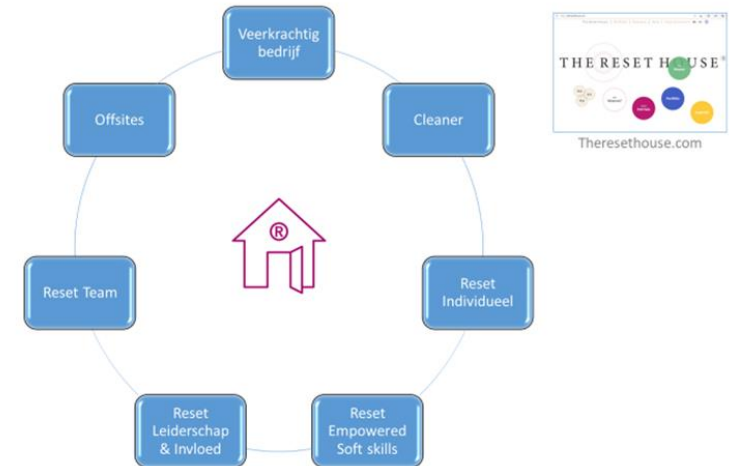 Veerkrachtig
bedrijf
Cleaner
Reset
Individueel
Reset
Empowered
Soft skills
Reset
Leiderschap
& Invloed
Reset Team
Offsites
®
THE RESET HOUSE®
Theresethouse.com